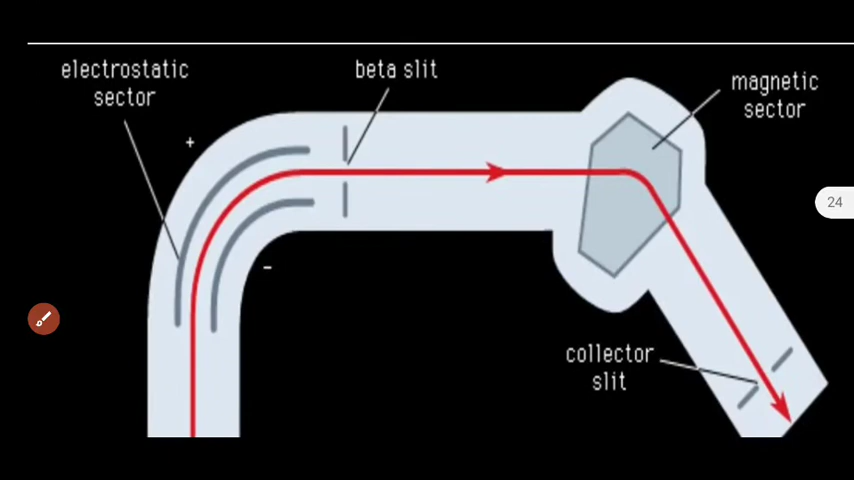 electrostatic
sector
beta slit
magnetic
sector
+
24
-
collector
slit